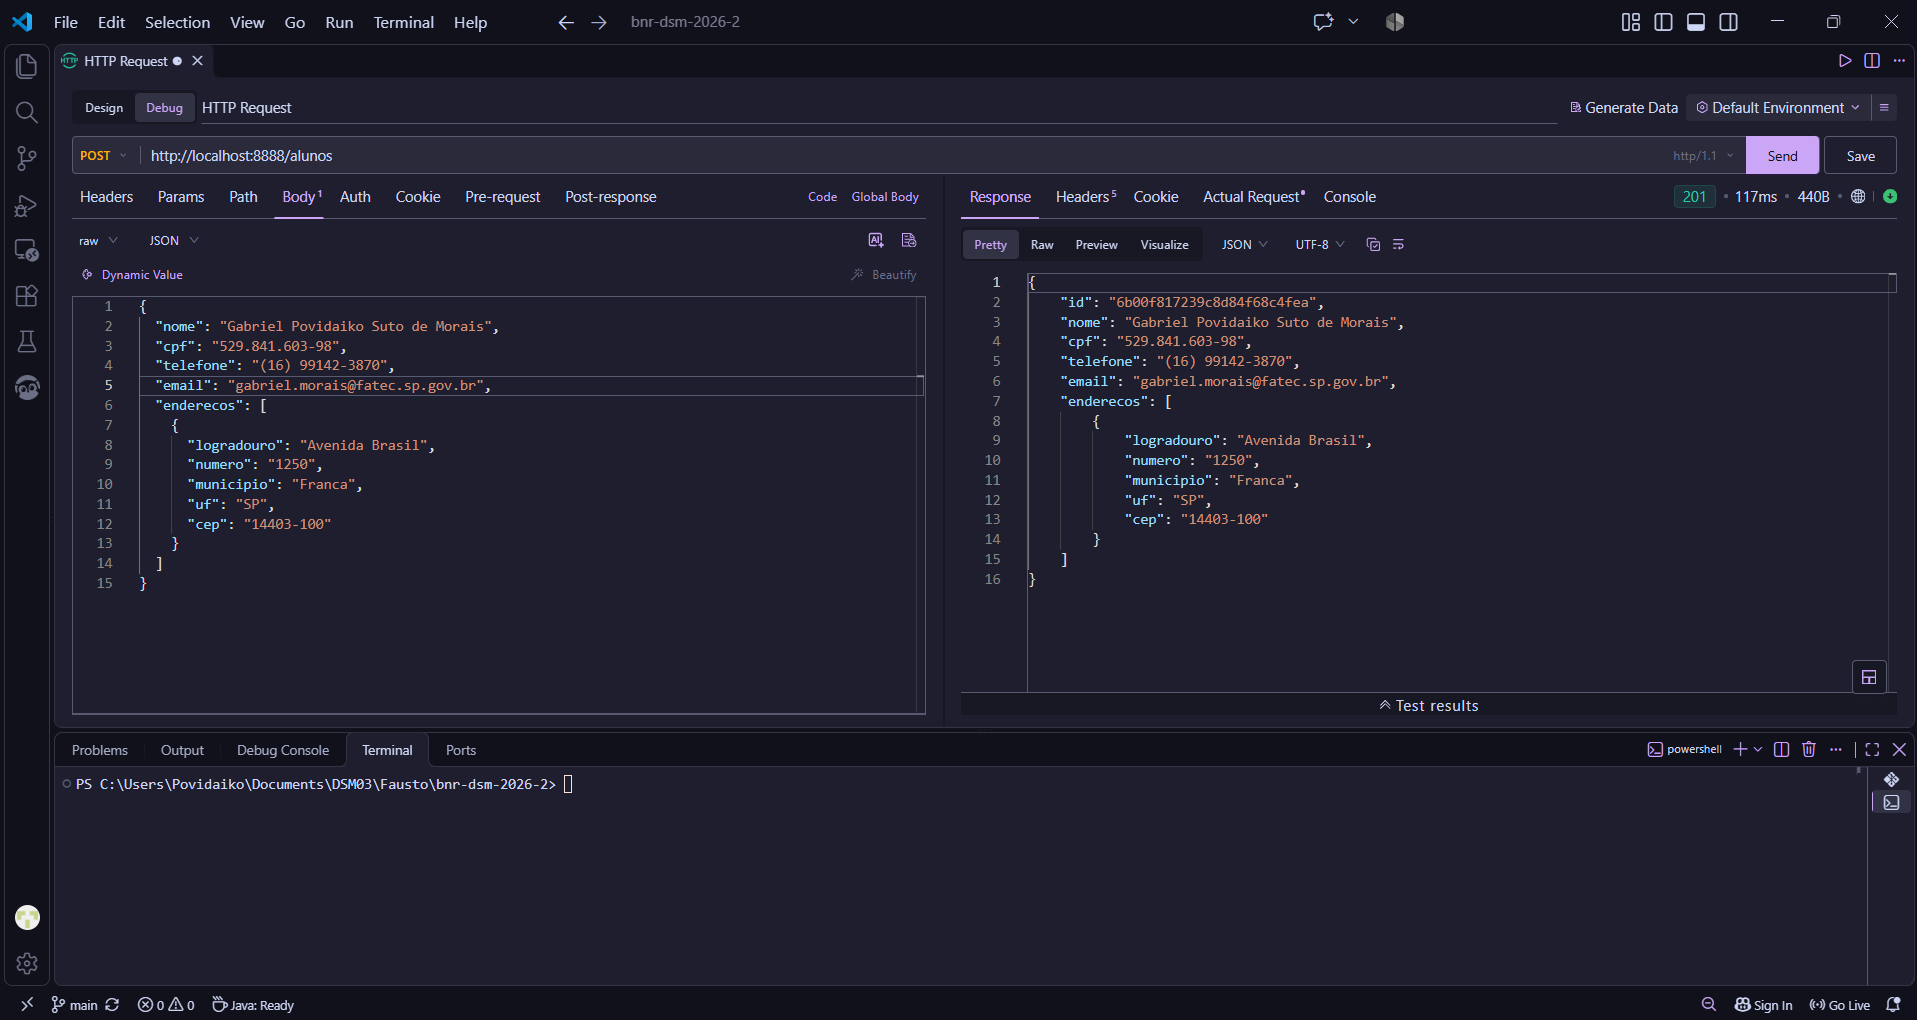 File Edit Selection View Go Run Terminal Help bnr-dsm-2026-2
HTTP HTTP Request
Design Debug HTTP Request Generate Data Default Environment
POST http://localhost:8888/alunos http/1.1 Send Save
Headers Params Path Body 1 Auth Cookie Pre-request Post-response Code Global Body
raw JSON AI
Dynamic Value Beautify
1 {
2 "nome": "Gabriel Povidaiko Suto de Morais",
3 "cpf": "529.841.603-98",
4 "telefone": "(16) 99142-3870",
5 "email": "gabriel.morais@fatec.sp.gov.br",
6 "enderecos": [
7 {
8 "logradouro": "Avenida Brasil",
9 "numero": "1250",
10 "municipio": "Franca",
11 "uf": "SP",
12 "cep": "14403-100"
13 }
14 ]
15 }
Response Headers 5 Cookie Actual Request Console 201 117ms 440B
Pretty Raw Preview Visualize JSON UTF-8
1 {
2 "id": "6b00f817239c8d84f68c4fea",
3 "nome": "Gabriel Povidaiko Suto de Morais",
4 "cpf": "529.841.603-98",
5 "telefone": "(16) 99142-3870",
6 "email": "gabriel.morais@fatec.sp.gov.br",
7 "enderecos": [
8 {
9 "logradouro": "Avenida Brasil",
10 "numero": "1250",
11 "municipio": "Franca",
12 "uf": "SP",
13 "cep": "14403-100"
14 }
15 ]
16 }
Test results
Problems Output Debug Console Terminal Ports powershell
PS C:\Users\Povidaiko\Documents\DSM03\Fausto\bnr-dsm-2026-2>
main 0 0 Java: Ready Sign In Go Live